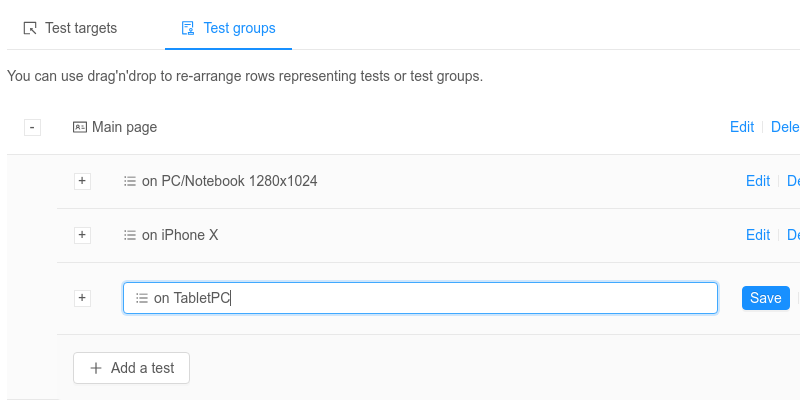 Test targets Test groups
You can use drag'n'drop to re-arrange rows representing tests or test groups.
- Main page Edit Dele
+ on PC/Notebook 1280x1024 Edit De
+ on iPhone X Edit De
+ on TabletPC Save
+ Add a test